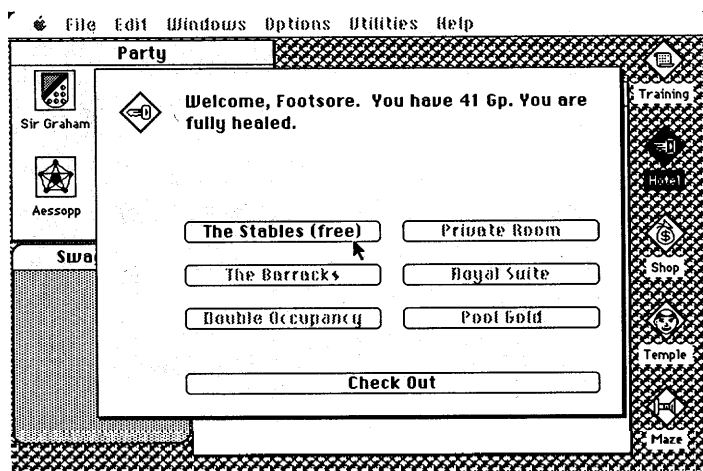 File Edit Windows Options Utilities Help
Party
Sir Graham
Aessopp
Swa
Welcome, Footsore. You have 41 Gp. You are
fully healed.
The Stables (free)
Private Room
The Barracks
Royal Suite
Double Occupancy
Pool Gold
Check Out
Training
Hotel
Shop
Temple
Maze